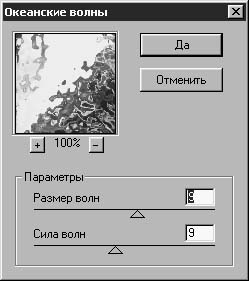 Океанские волны
Да
Отменить
+ 100% −
Параметры
Размер волн 9
Сила волн 9